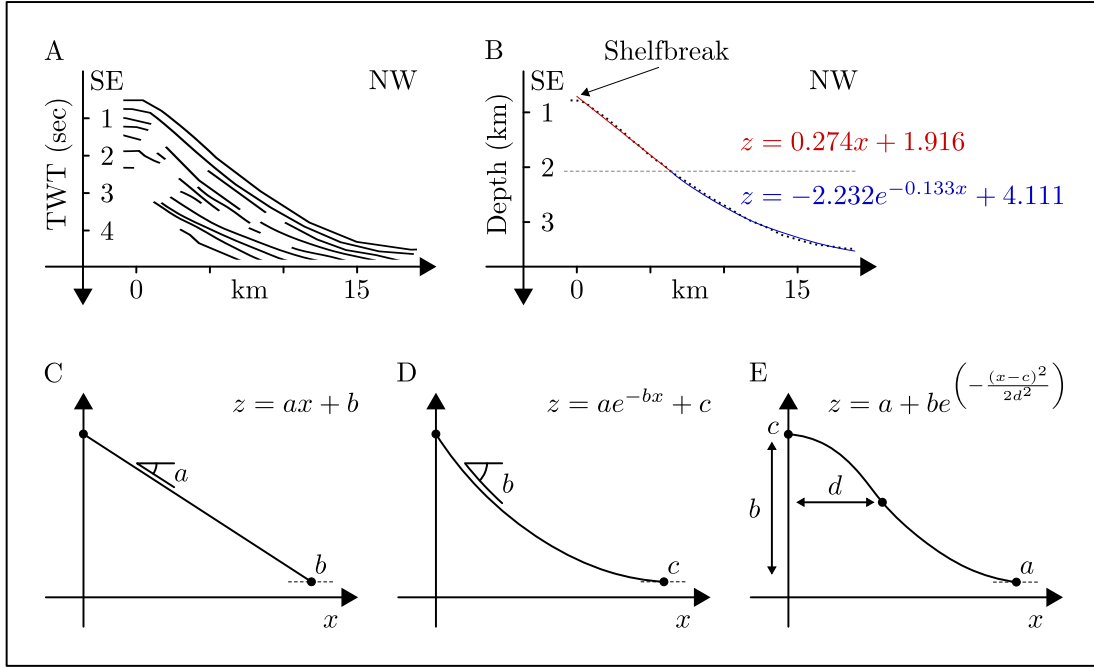 A
SE
NW
TWT (sec)
1
2
3
4
0
km
15
B
Shelfbreak
SE
NW
Depth (km)
1
2
3
z = 0.274x + 1.916
z = −2.232e^{−0.133x} + 4.111
0
km
15
C
z = ax + b
a
b
x
D
z = ae^{−bx} + c
b
c
x
E
z = a + be^{(−\frac{(x−c)^2}{2d^2})}
c
d
b
a
x